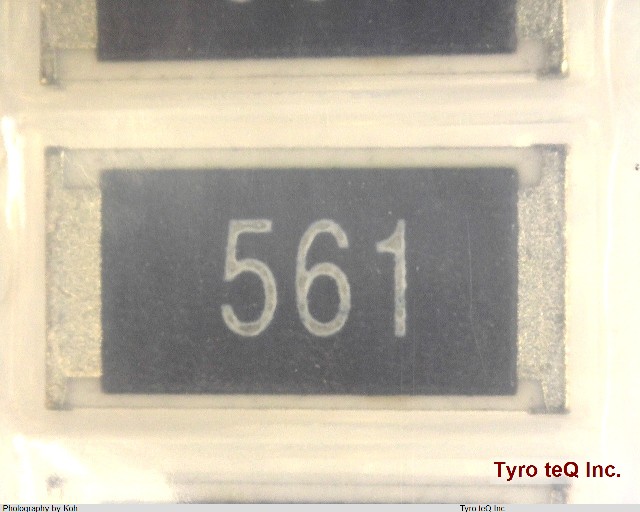 561
Tyro teQ Inc.
Photography by Koh
Tyro teQ Inc